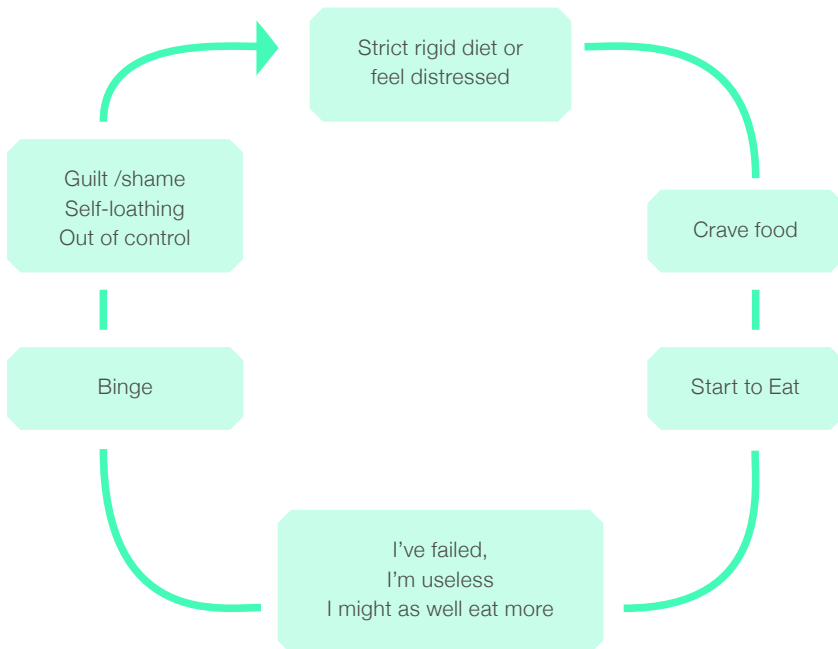 Strict rigid diet or
feel distressed
Crave food
Start to Eat
I've failed,
I'm useless
I might as well eat more
Binge
Guilt /shame
Self-loathing
Out of control